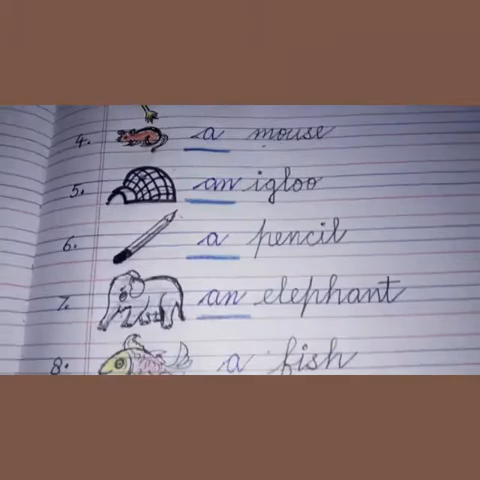 4. a mouse
5. an igloo
6. a pencil
7. an elephant
8. a fish